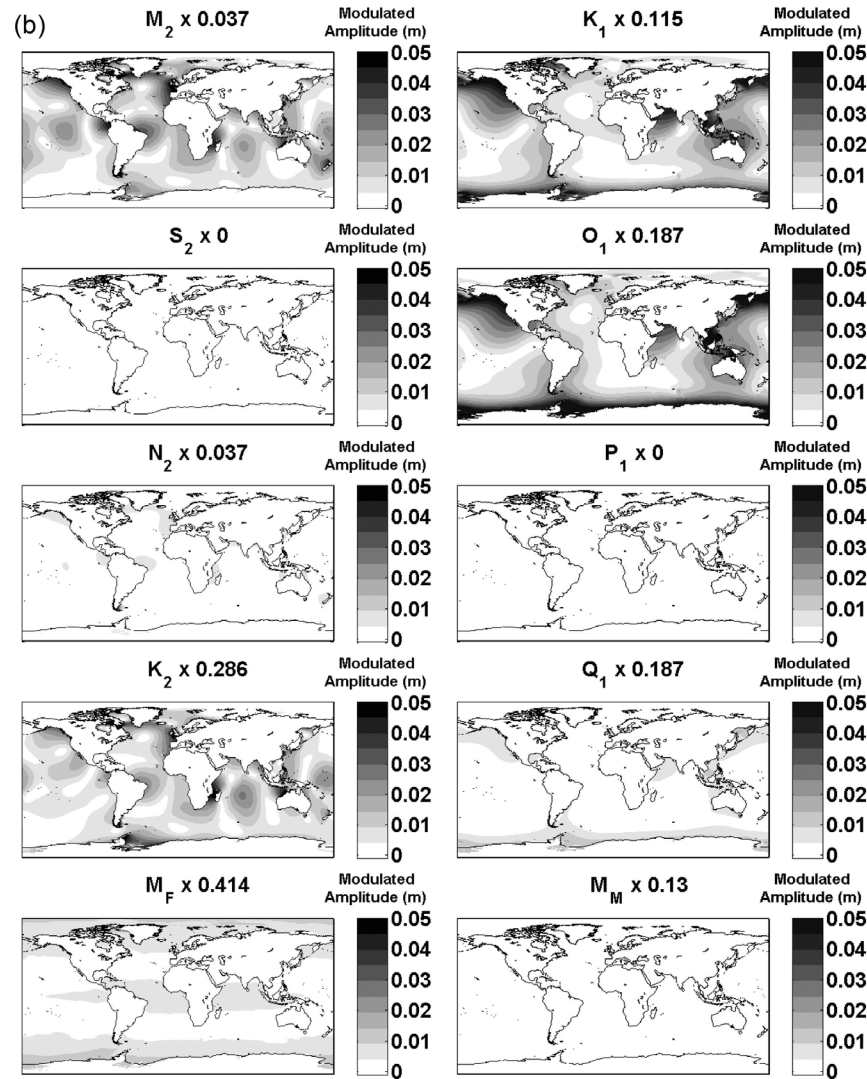 (b)
M₂ x 0.037
Modulated
Amplitude (m)
0.05
0.04
0.03
0.02
0.01
0
K₁ x 0.115
Modulated
Amplitude (m)
0.05
0.04
0.03
0.02
0.01
0
S₂ x 0
Modulated
Amplitude (m)
0.05
0.04
0.03
0.02
0.01
0
O₁ x 0.187
Modulated
Amplitude (m)
0.05
0.04
0.03
0.02
0.01
0
N₂ x 0.037
Modulated
Amplitude (m)
0.05
0.04
0.03
0.02
0.01
0
P₁ x 0
Modulated
Amplitude (m)
0.05
0.04
0.03
0.02
0.01
0
K₂ x 0.286
Modulated
Amplitude (m)
0.05
0.04
0.03
0.02
0.01
0
Q₁ x 0.187
Modulated
Amplitude (m)
0.05
0.04
0.03
0.02
0.01
0
M_F x 0.414
Modulated
Amplitude (m)
0.05
0.04
0.03
0.02
0.01
0
M_M x 0.13
Modulated
Amplitude (m)
0.05
0.04
0.03
0.02
0.01
0